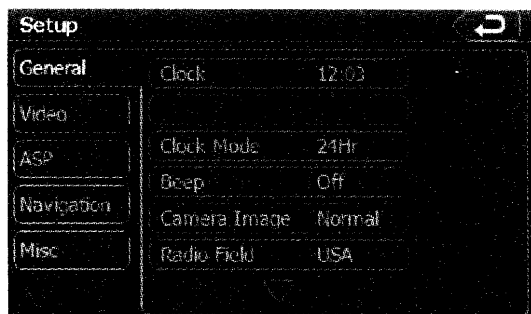 Setup
General
Video
ASP
Navigation
Misc
Clock 12:03
Clock Mode 24Hr
Beep Off
Camera Image Normal
Radio Field USA